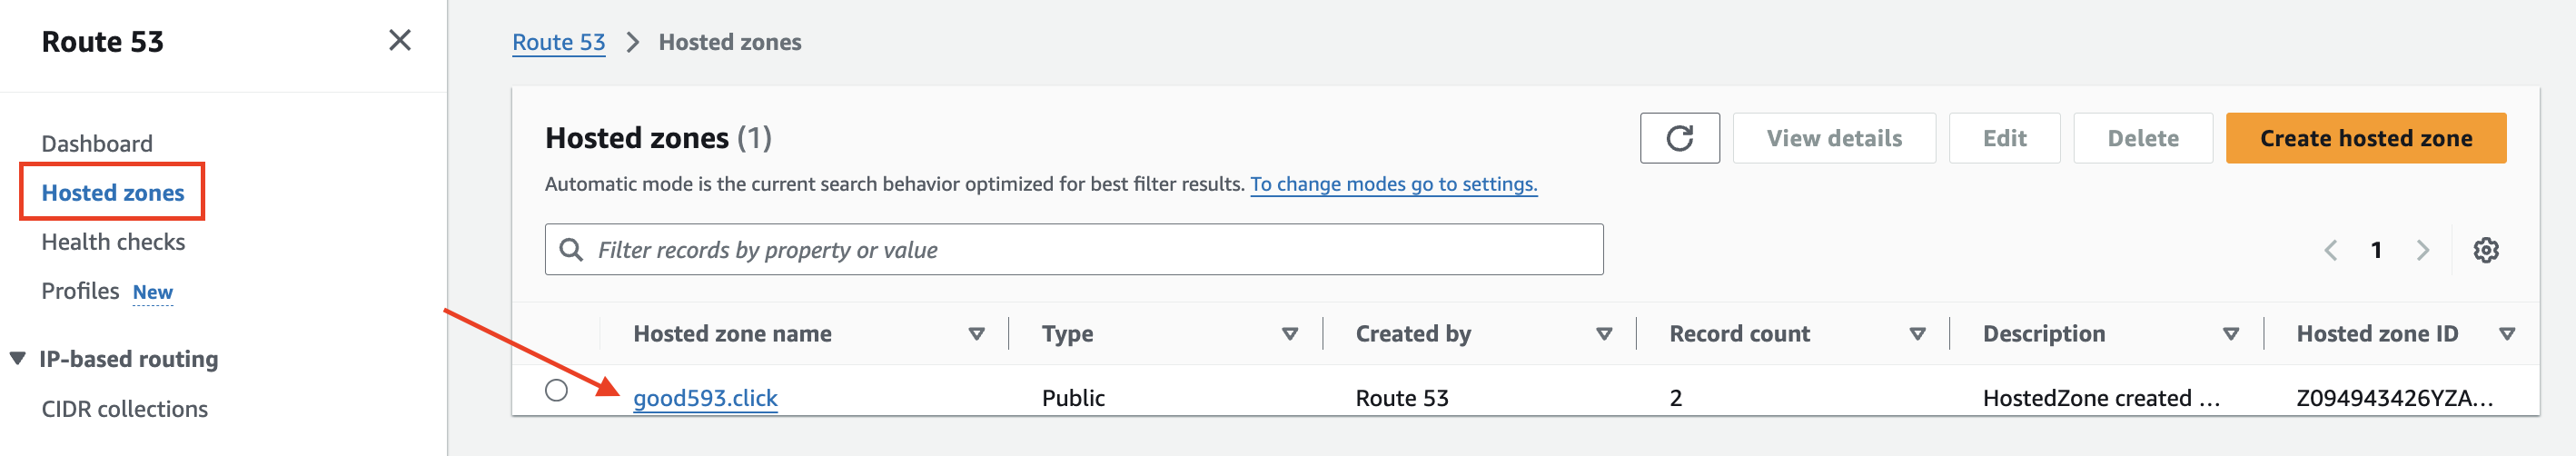 Route 53
Dashboard
Hosted zones
Health checks
Profiles New
IP-based routing
CIDR collections
Route 53 > Hosted zones
Hosted zones (1)
View details
Edit
Delete
Create hosted zone
Automatic mode is the current search behavior optimized for best filter results. To change modes go to settings.
Filter records by property or value
1
Hosted zone name Type Created by Record count Description Hosted zone ID
good593.click Public Route 53 2 HostedZone created ... Z094943426YZA...